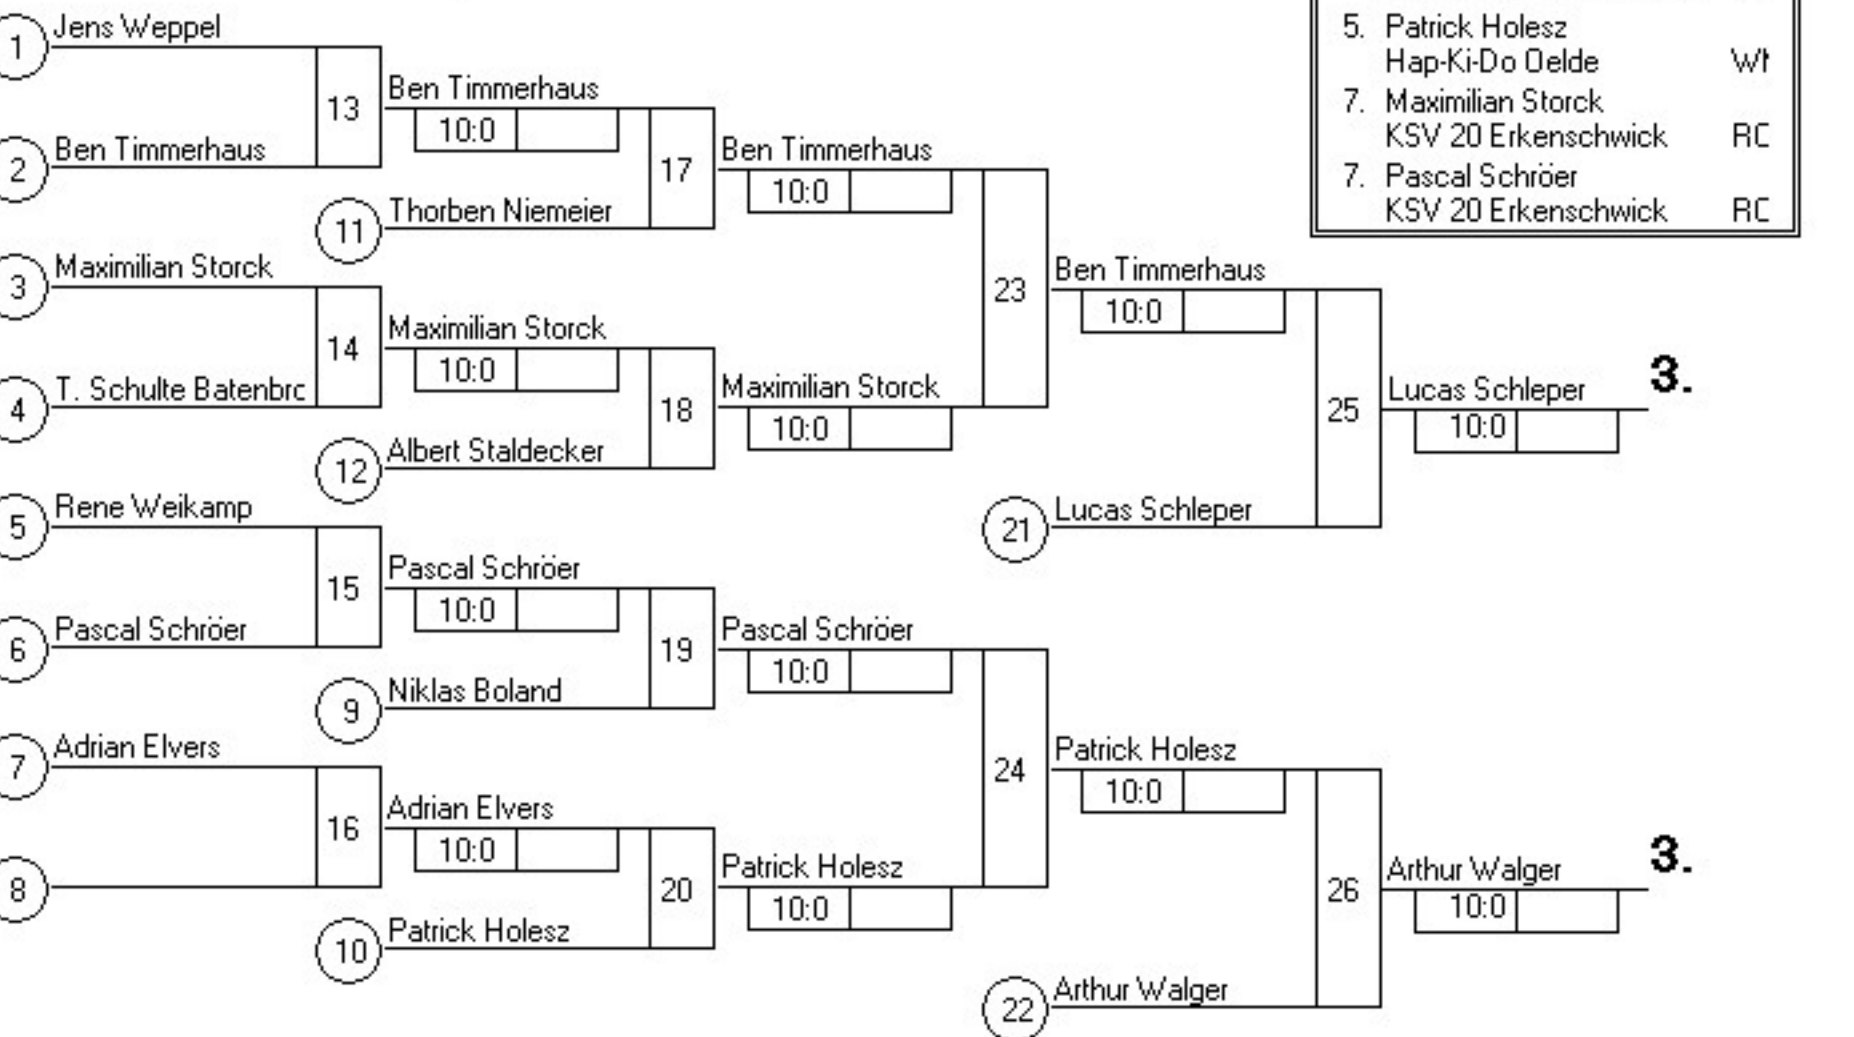 1 Jens Weppel
13
Ben Timmerhaus
10:0
2 Ben Timmerhaus
17
Ben Timmerhaus
10:0
11 Thorben Niemeier
3 Maximilian Storck
14
Maximilian Storck
10:0
4 T. Schulte Batenbrc
18
Maximilian Storck
10:0
12 Albert Staldecker
23
Ben Timmerhaus
10:0
21 Lucas Schleper
25
Lucas Schleper
10:0
3.
5 Rene Weikamp
15
Pascal Schröer
10:0
6 Pascal Schröer
19
Pascal Schröer
10:0
9 Niklas Boland
7 Adrian Elvers
16
Adrian Elvers
10:0
8
20
Patrick Holesz
10:0
10 Patrick Holesz
24
Patrick Holesz
10:0
22 Arthur Walger
26
Arthur Walger
10:0
3.
5. Patrick Holesz
Hap-Ki-Do Oelde
7. Maximilian Storck
KSV 20 Erkenschwick
7. Pascal Schröer
KSV 20 Erkenschwick